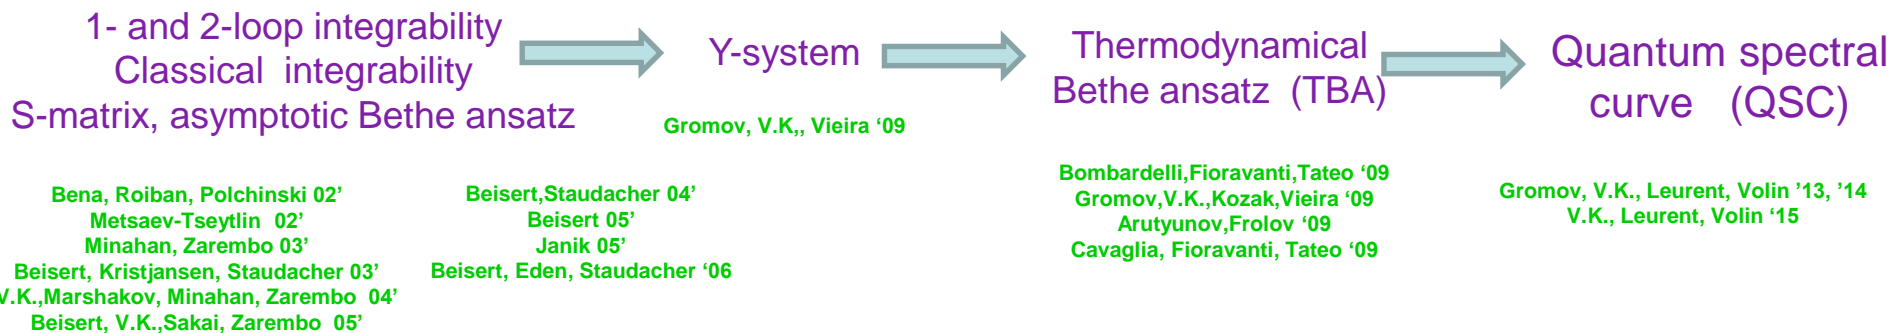 1- and 2-loop integrability
Classical integrability
S-matrix, asymptotic Bethe ansatz
Bena, Roiban, Polchinski 02’
Metsaev-Tseytlin 02’
Minahan, Zarembo 03’
Beisert, Kristjansen, Staudacher 03’
V.K.,Marshakov, Minahan, Zarembo 04’
Beisert, V.K.,Sakai, Zarembo 05’
Beisert,Staudacher 04’
Beisert 05’
Janik 05’
Beisert, Eden, Staudacher ‘06
Y-system
Gromov, V.K,, Vieira ‘09
Thermodynamical
Bethe ansatz (TBA)
Bombardelli,Fioravanti,Tateo ‘09
Gromov,V.K.,Kozak,Vieira ‘09
Arutyunov,Frolov ‘09
Cavaglia, Fioravanti, Tateo ‘09
Quantum spectral
curve (QSC)
Gromov, V.K., Leurent, Volin ’13, ’14
V.K., Leurent, Volin ‘15